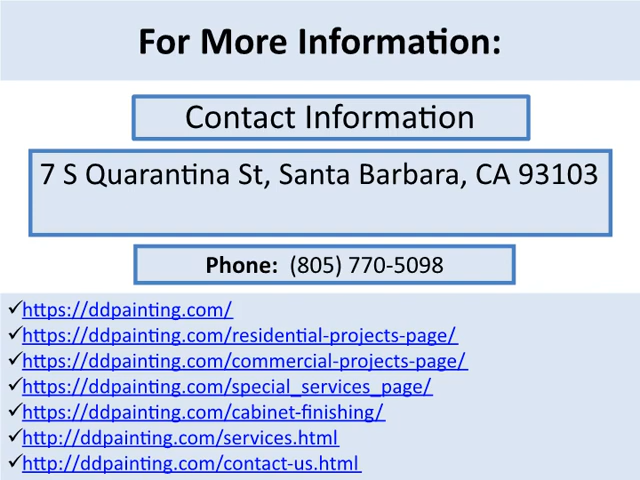 For More Information:
Contact Information
7 S Quarantina St, Santa Barbara, CA 93103
Phone: (805) 770-5098
✓https://ddpainting.com/
✓https://ddpainting.com/residential-projects-page/
✓https://ddpainting.com/commercial-projects-page/
✓https://ddpainting.com/special_services_page/
✓https://ddpainting.com/cabinet-finishing/
✓http://ddpainting.com/services.html
✓http://ddpainting.com/contact-us.html